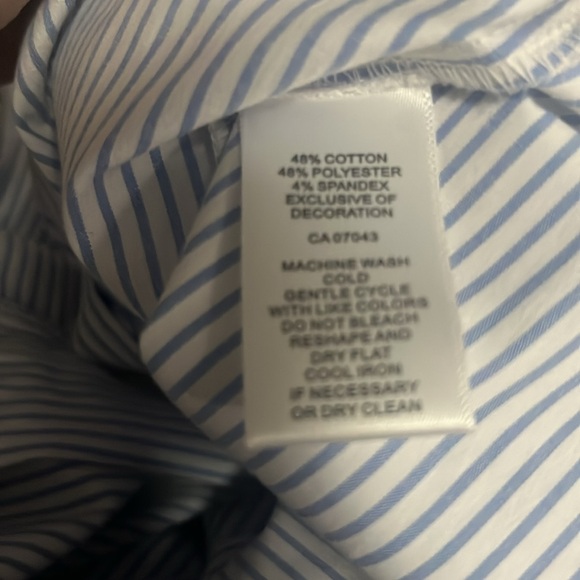 48% COTTON
48% POLYESTER
4% SPANDEX
EXCLUSIVE OF
DECORATION
CA 07043
MACHINE WASH
COLD
GENTLE CYCLE
WITH LIKE COLORS
DO NOT BLEACH
RESHAPE AND
DRY FLAT
COOL IRON
IF NECESSARY
OR DRY CLEAN